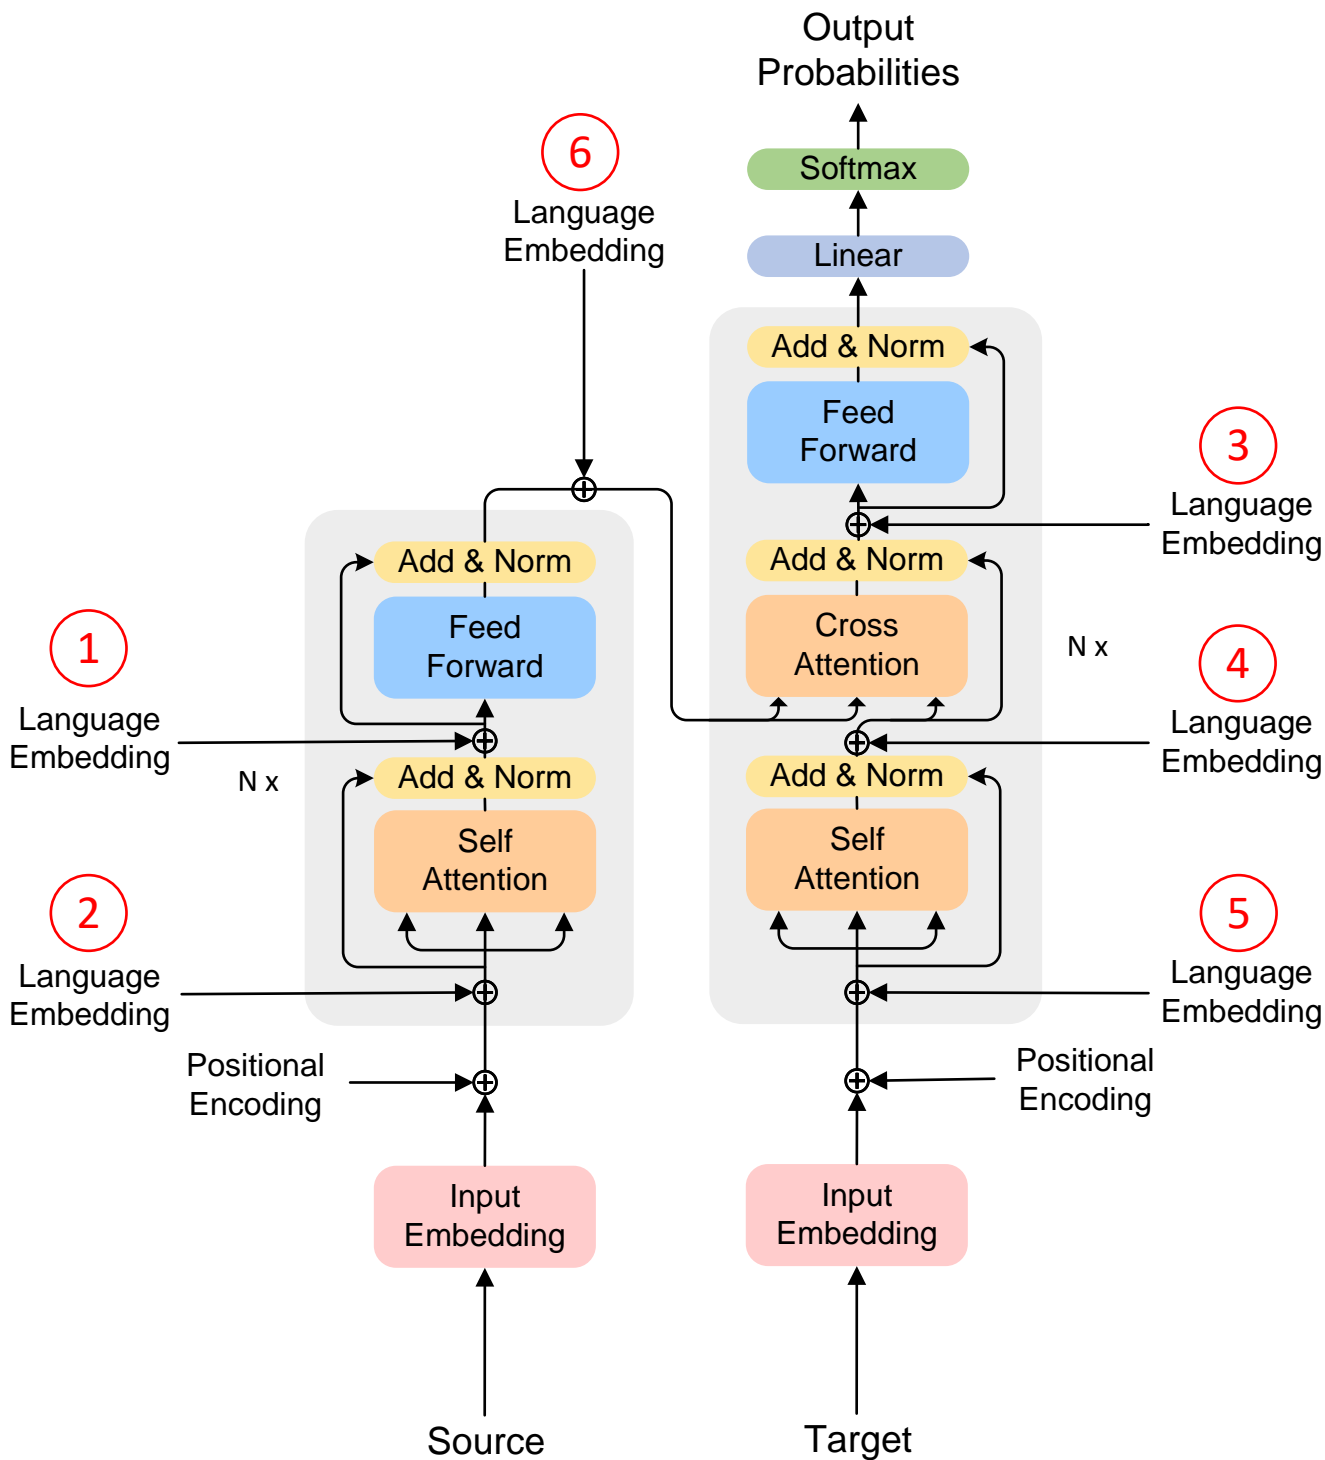 Output
Probabilities
Softmax
Linear
6
Language
Embedding
Add & Norm
Feed
Forward
3
Language
Embedding
Add & Norm
Cross
Attention
N x
4
Language
Embedding
Add & Norm
Self
Attention
5
Language
Embedding
Positional
Encoding
Input
Embedding
Target
Add & Norm
Feed
Forward
1
Language
Embedding
N x
Add & Norm
Self
Attention
2
Language
Embedding
Positional
Encoding
Input
Embedding
Source